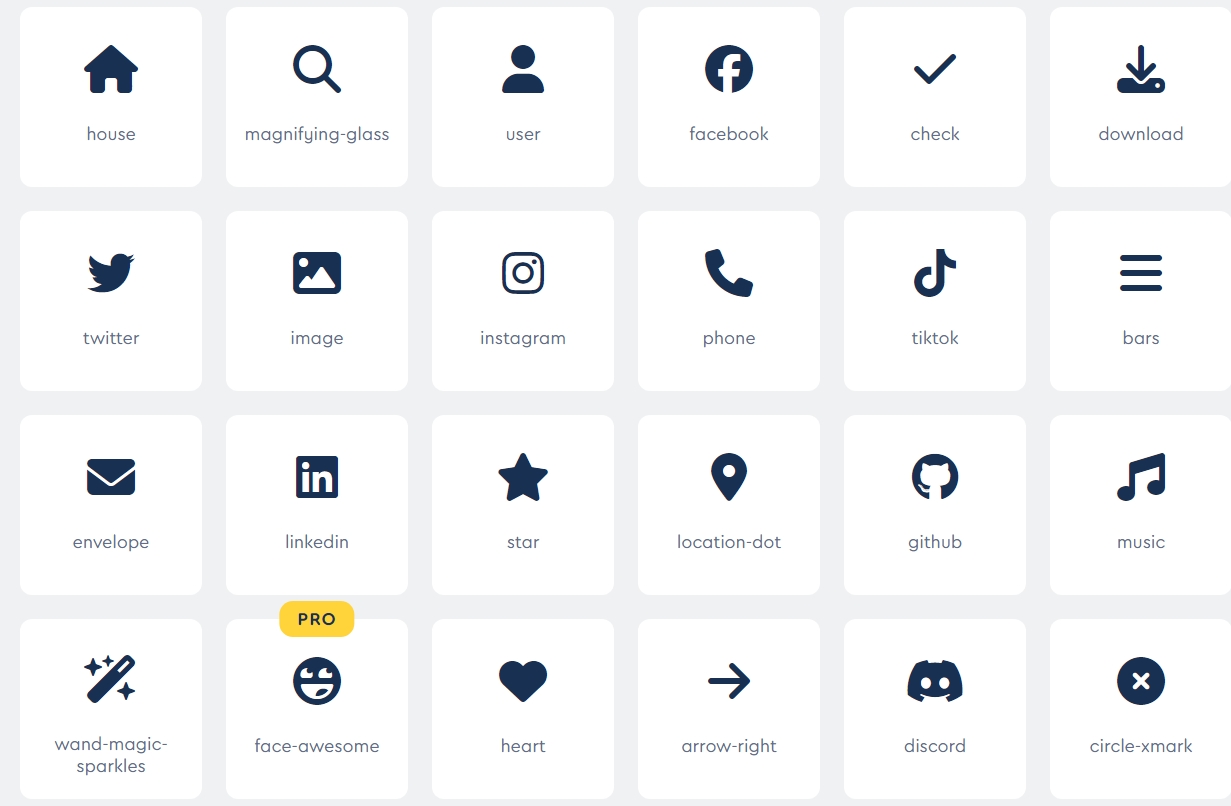 house
magnifying-glass
user
facebook
check
download
twitter
image
instagram
phone
tiktok
bars
envelope
in
linkedin
star
location-dot
github
music
wand-magic-
sparkles
PRO
face-awesome
heart
arrow-right
discord
circle-xmark